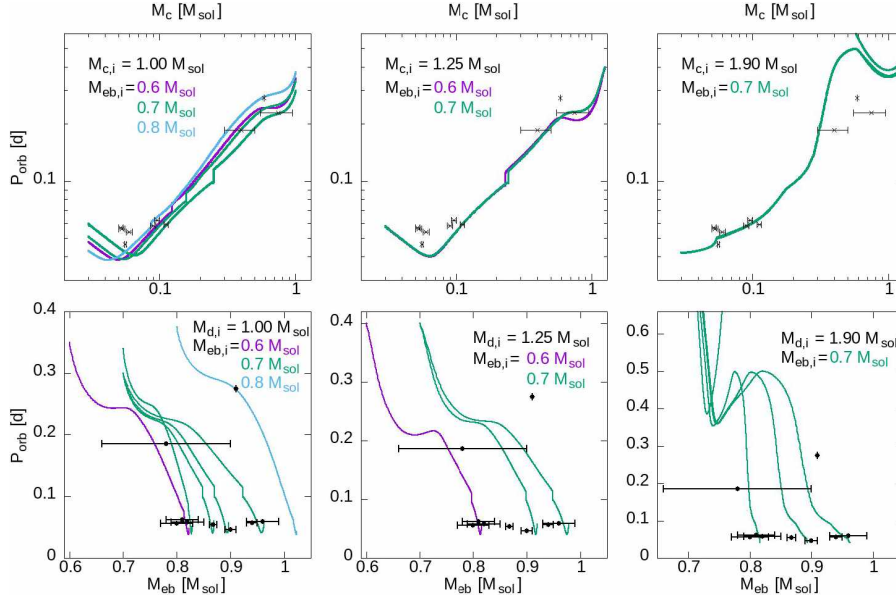 M_c [M_sol] M_c [M_sol] M_c [M_sol]
M_c,i = 1.00 M_sol
M_eb,i = 0.6 M_sol
0.7 M_sol
0.8 M_sol
P_orb [d]
0.1
0.1 1
M_c,i = 1.25 M_sol
M_eb,i = 0.6 M_sol
0.7 M_sol
0.1
0.1 1
M_c,i = 1.90 M_sol
M_eb,i = 0.7 M_sol
0.1
0.1 1
M_d,i = 1.00 M_sol
M_eb,i = 0.6 M_sol
0.7 M_sol
0.8 M_sol
P_orb [d]
0.4
0.3
0.2
0.1
0
0.6 0.7 0.8 0.9 1
M_eb [M_sol]
M_d,i = 1.25 M_sol
M_eb,i = 0.6 M_sol
0.7 M_sol
0.4
0.3
0.2
0.1
0
0.6 0.7 0.8 0.9 1
M_eb [M_sol]
M_d,i = 1.90 M_sol
M_eb,i = 0.7 M_sol
0.6
0.5
0.4
0.3
0.2
0.1
0
0.7 0.8 0.9 1
M_eb [M_sol]